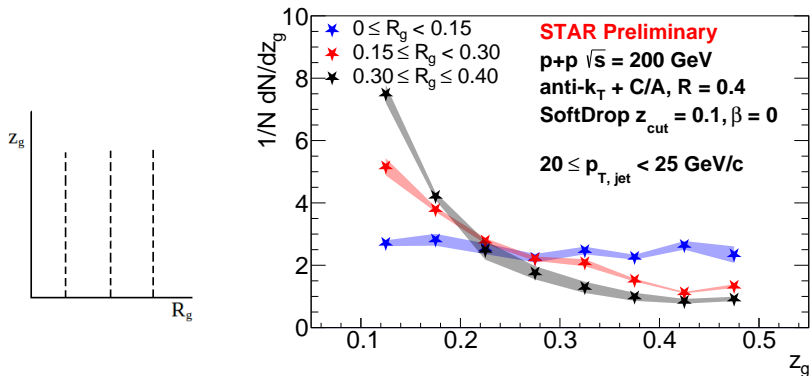 z_g
R_g
10
8
6
4
2
0
1/N dN/dz_g
0 ≤ R_g < 0.15
0.15 ≤ R_g < 0.30
0.30 ≤ R_g ≤ 0.40
STAR Preliminary
p+p √s = 200 GeV
anti-k_T + C/A, R = 0.4
SoftDrop z_cut = 0.1, β = 0
20 ≤ p_T, jet < 25 GeV/c
0.1 0.2 0.3 0.4 0.5
z_g